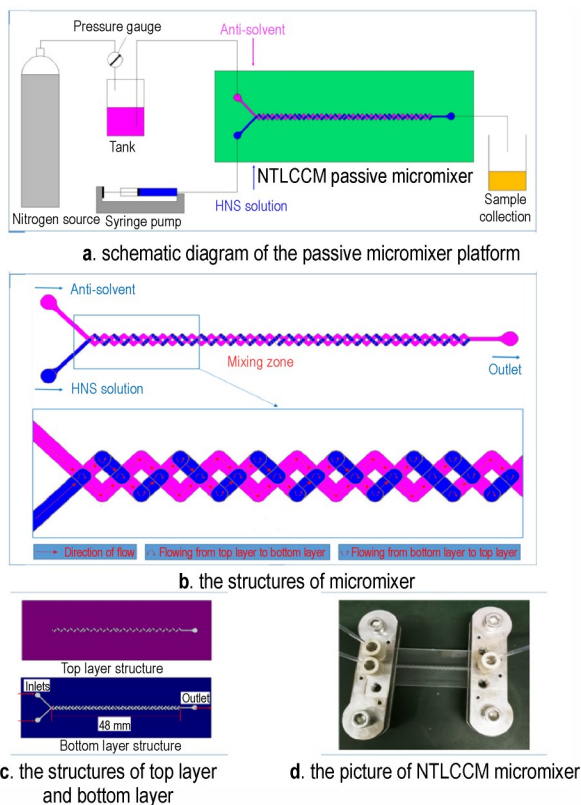 Pressure gauge
Anti-solvent
Tank
NTLCCM passive micromixer
Nitrogen source
Syringe pump
HNS solution
Sample
collection
a. schematic diagram of the passive micromixer platform
Anti-solvent
Mixing zone
Outlet
HNS solution
Direction of flow
Flowing from top layer to bottom layer
Flowing from bottom layer to top layer
b. the structures of micromixer
Top layer structure
Inlets
Outlet
48 mm
Bottom layer structure
c. the structures of top layer
and bottom layer
d. the picture of NTLCCM micromixer